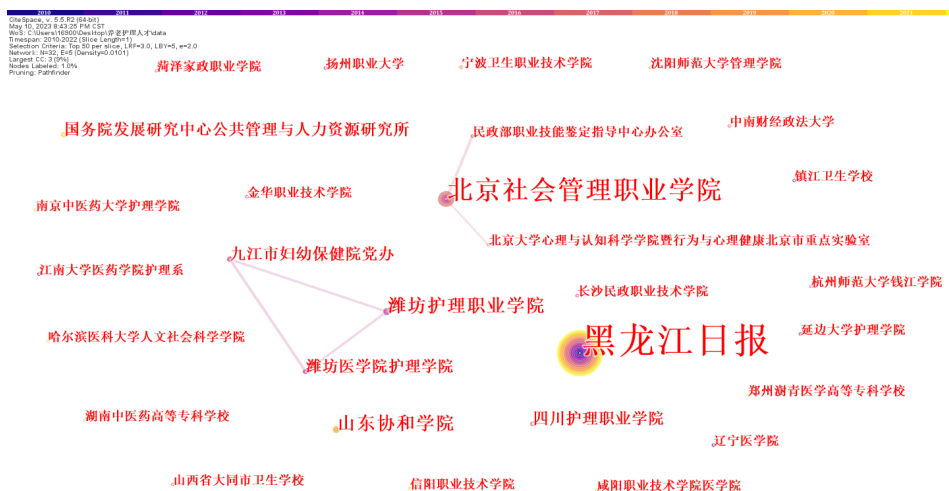 2010 2011 2012 2013 2014 2015 2016 2017 2018 2019 2020 2021
CiteSpace, v. 5.5.R2 (64-bit)
May 10, 2023 8:43:25 PM CST
WoS: C:\Users\16900\Desktop\养老护理人才\data
Timespan: 2010-2022 (Slice Length=1)
Selection Criteria: Top 50 per slice, LRF=3.0, LBY=5, e=2.0
Network: N=32, E=5 (Density=0.0101)
Largest CC: 3 (9%)
Nodes Labeled: 1.0%
Pruning: Pathfinder
菏泽家政职业学院
扬州职业大学
宁波卫生职业技术学院
沈阳师范大学管理学院
国务院发展研究中心公共管理与人力资源研究所
民政部职业技能鉴定指导中心办公室
中南财经政法大学
北京社会管理职业学院
镇江卫生学校
金华职业技术学院
南京中医药大学护理学院
北京大学心理与认知科学学院暨行为与心理健康北京市重点实验室
九江市妇幼保健院党办
江南大学医药学院护理系
杭州师范大学钱江学院
长沙民政职业技术学院
潍坊护理职业学院
延边大学护理学院
哈尔滨医科大学人文社会科学学院
黑龙江日报
潍坊医学院护理学院
郑州澍青医学高等专科学校
湖南中医药高等专科学校
山东协和学院
四川护理职业学院
辽宁医学院
山西省大同市卫生学校
信阳职业技术学院
咸阳职业技术学院医学院